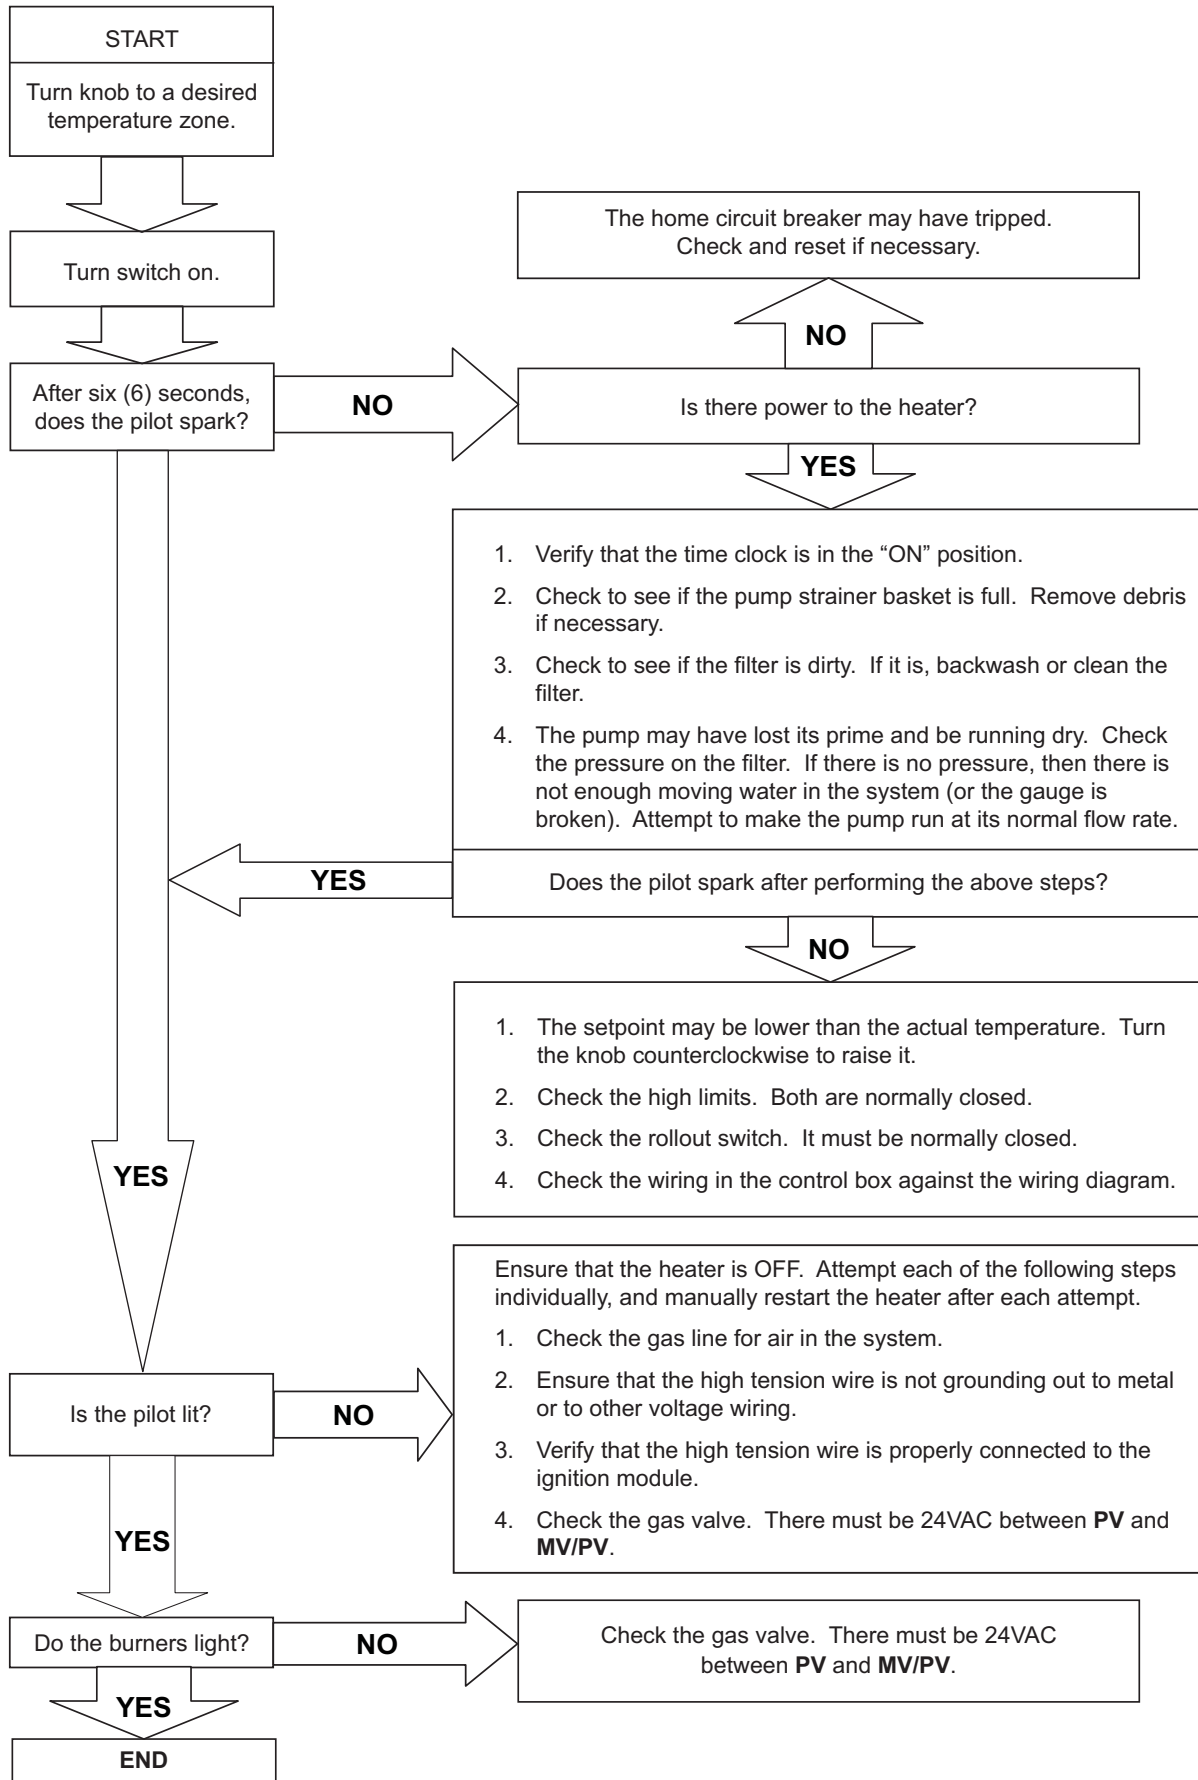 START
Turn knob to a desired
temperature zone.
Turn switch on.
The home circuit breaker may have tripped.
Check and reset if necessary.
NO
After six (6) seconds,
does the pilot spark?
NO
Is there power to the heater?
YES
1. Verify that the time clock is in the “ON” position.
2. Check to see if the pump strainer basket is full. Remove debris
if necessary.
3. Check to see if the filter is dirty. If it is, backwash or clean the
filter.
4. The pump may have lost its prime and be running dry. Check
the pressure on the filter. If there is no pressure, then there is
not enough moving water in the system (or the gauge is
broken). Attempt to make the pump run at its normal flow rate.
YES
Does the pilot spark after performing the above steps?
NO
1. The setpoint may be lower than the actual temperature. Turn
the knob counterclockwise to raise it.
2. Check the high limits. Both are normally closed.
3. Check the rollout switch. It must be normally closed.
4. Check the wiring in the control box against the wiring diagram.
YES
Is the pilot lit?
NO
Ensure that the heater is OFF. Attempt each of the following steps
individually, and manually restart the heater after each attempt.
1. Check the gas line for air in the system.
2. Ensure that the high tension wire is not grounding out to metal
or to other voltage wiring.
3. Verify that the high tension wire is properly connected to the
ignition module.
4. Check the gas valve. There must be 24VAC between PV and
MV/PV.
YES
Do the burners light?
NO
Check the gas valve. There must be 24VAC
between PV and MV/PV.
YES
END